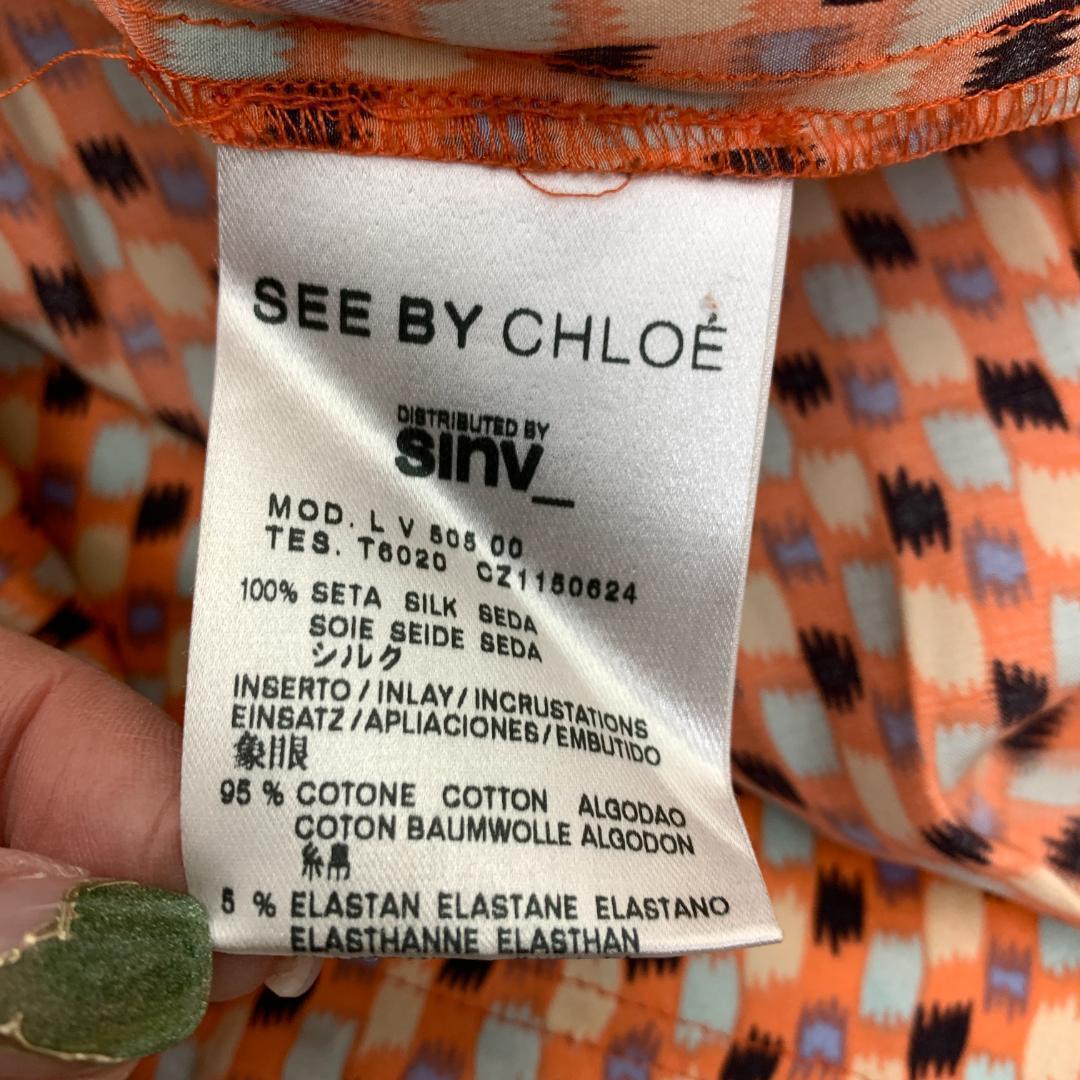 SEE BY CHLOÉ
DISTRIBUTED BY
sinv_
MOD. L V 505 00
TES. T6020 CZ1150624
100% SETA SILK SEDA
SOIE SEIDE SEDA
シルク
INSERTO / INLAY / INCRUSTATIONS
EINSATZ / APLIACIONES / EMBUTIDO
象眼
95 % COTONE COTTON ALGODAO
COTON BAUMWOLLE ALGODON
綿
5 % ELASTAN ELASTANE ELASTANO
ELASTHANNE ELASTHAN